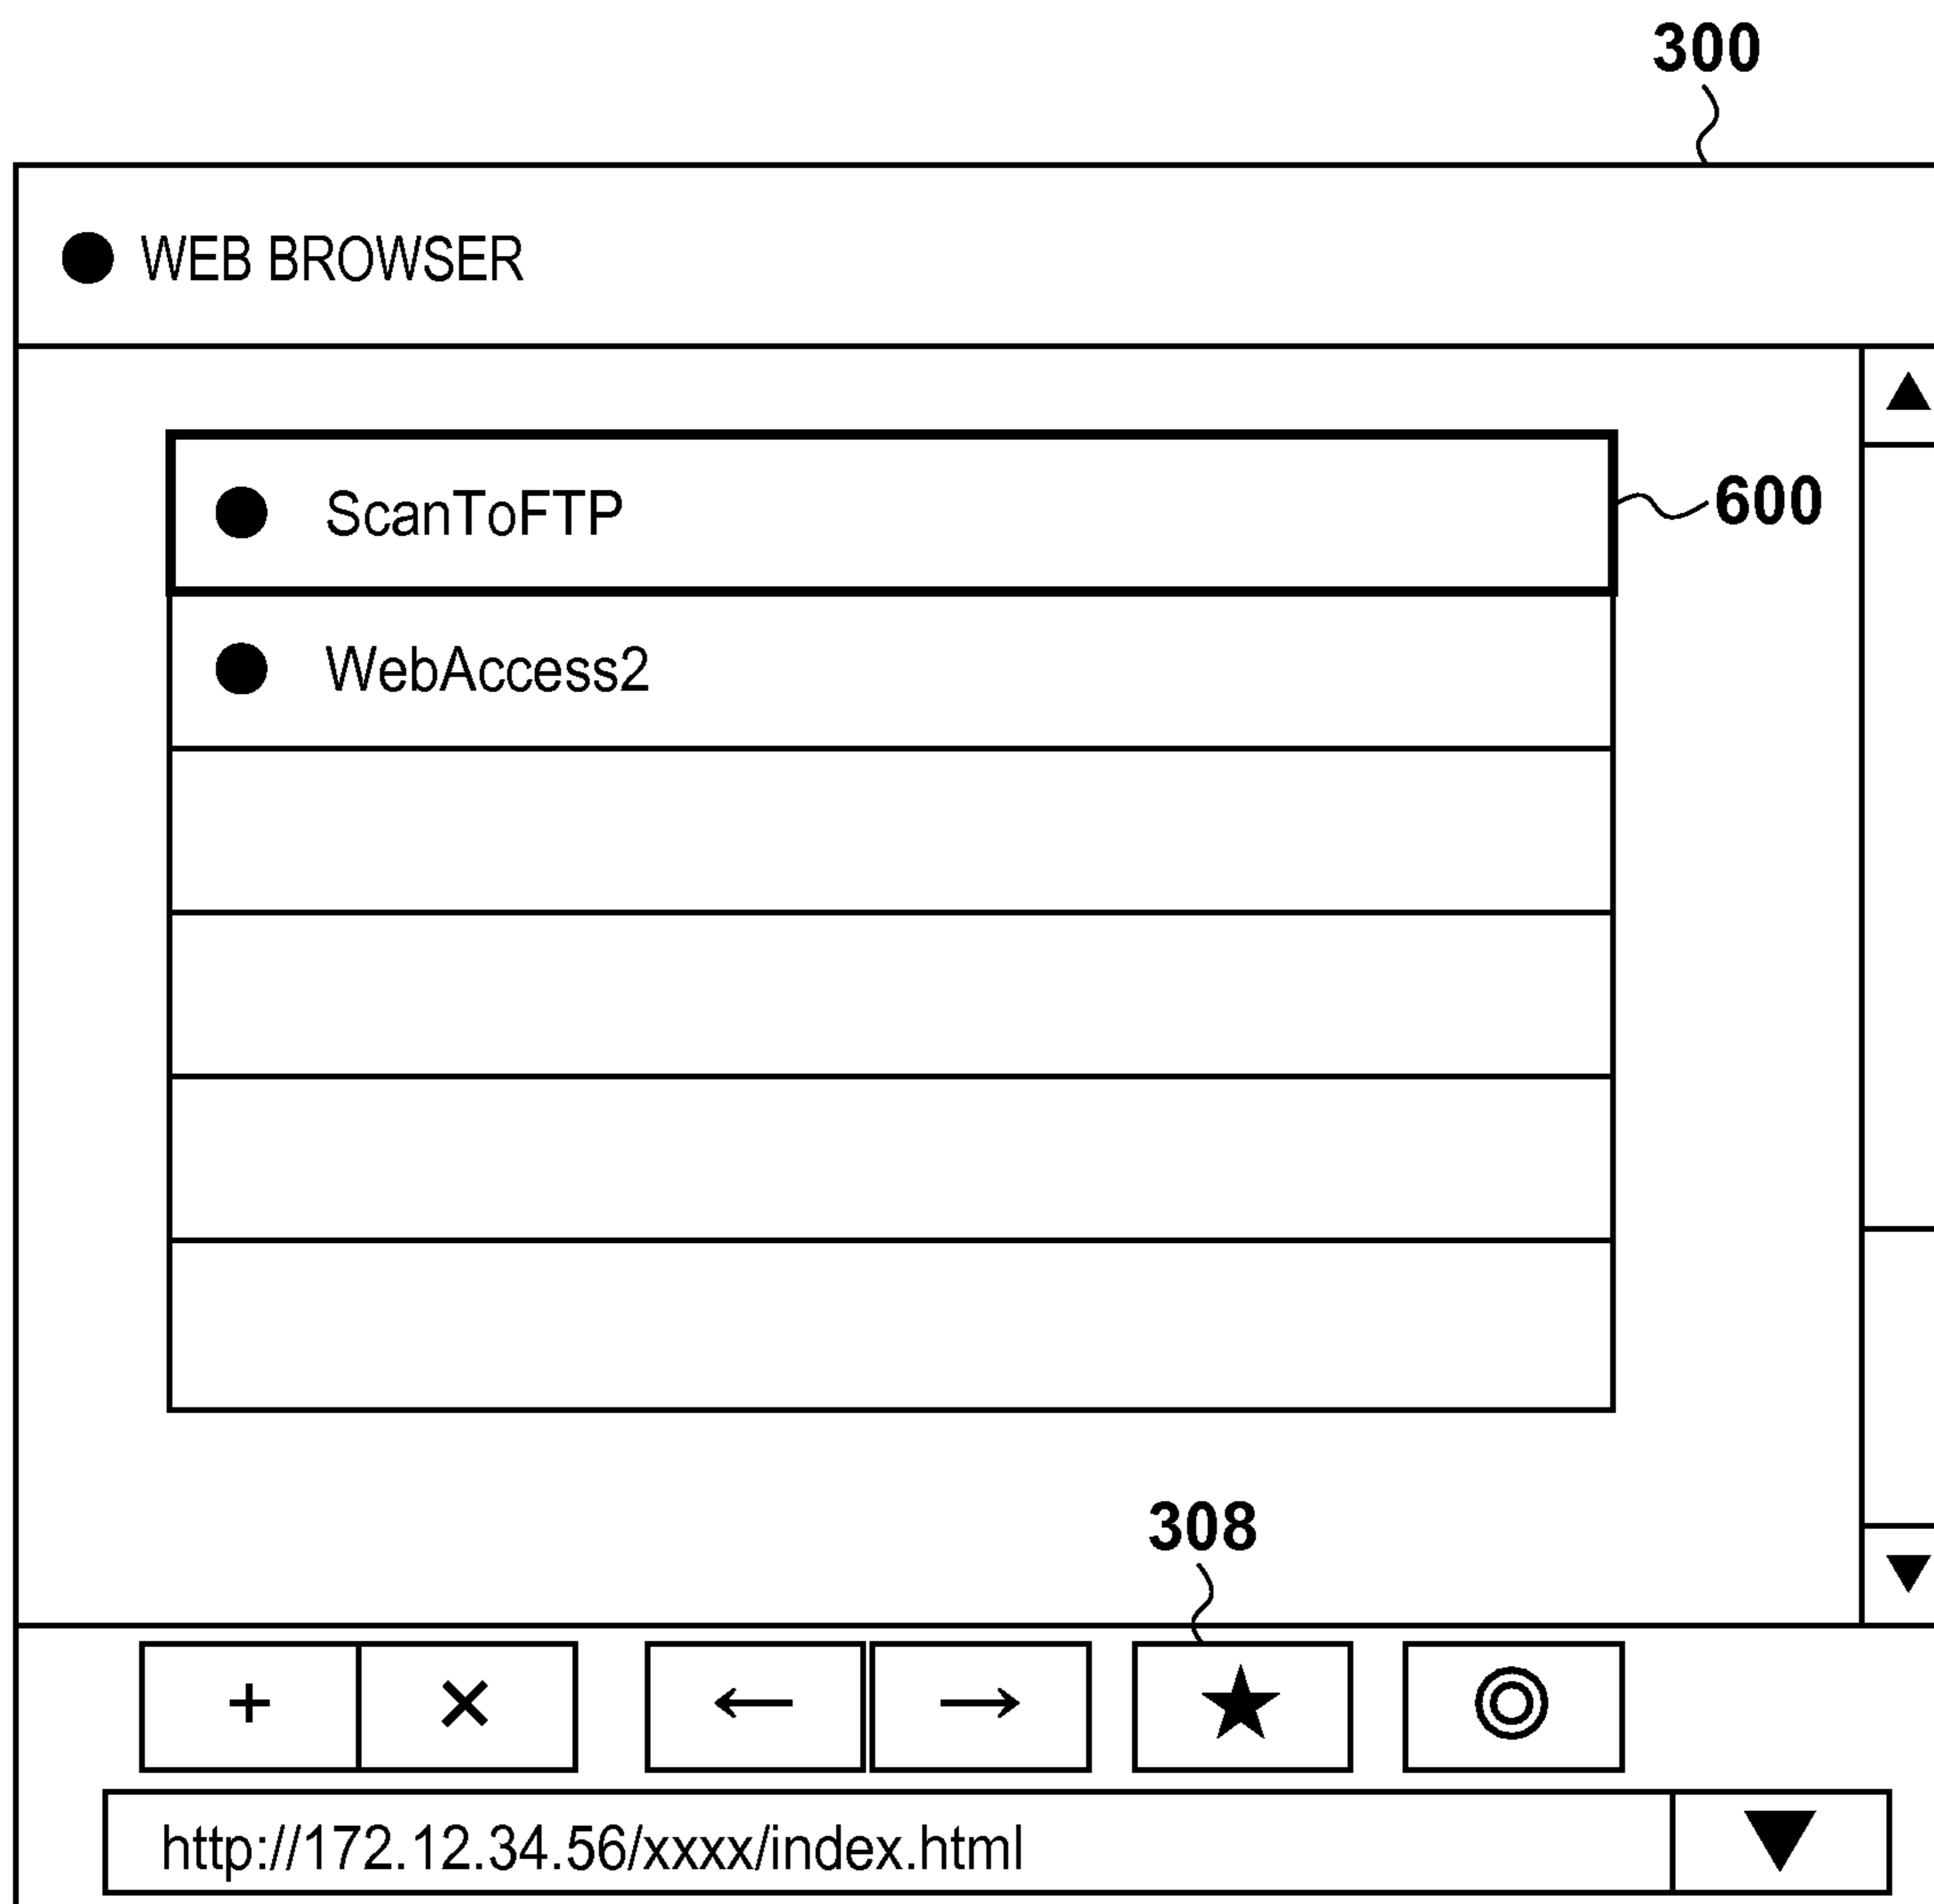 300
WEB BROWSER
ScanToFTP
600
WebAccess2
308
http://172.12.34.56/xxxx/index.html